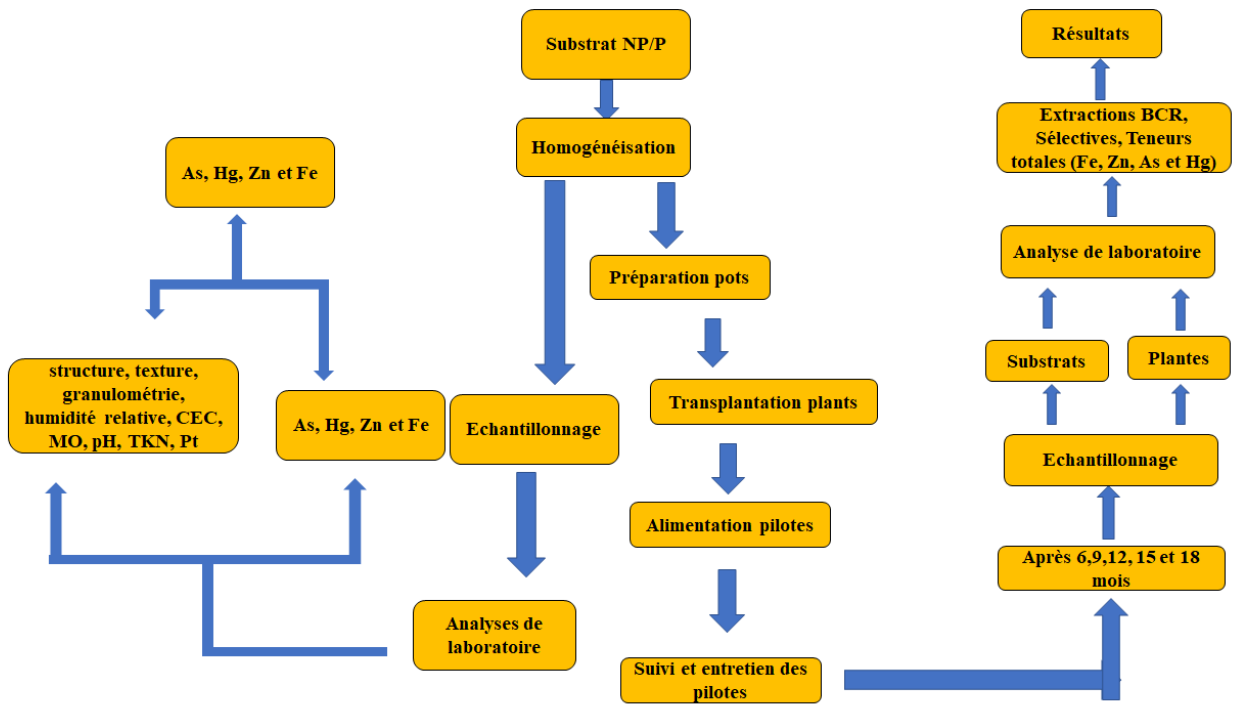 Substrat NP/P
Homogénéisation
As, Hg, Zn et Fe
structure, texture,
granulométrie,
humidité relative, CEC,
MO, pH, TKN, Pt
As, Hg, Zn et Fe
Echantillonnage
Analyses de
laboratoire
Préparation pots
Transplantation plants
Alimentation pilotes
Suivi et entretien des
pilotes
Après 6,9,12, 15 et 18
mois
Echantillonnage
Substrats
Plantes
Analyse de laboratoire
Extractions BCR,
Sélectives, Teneurs
totales (Fe, Zn, As et Hg)
Résultats